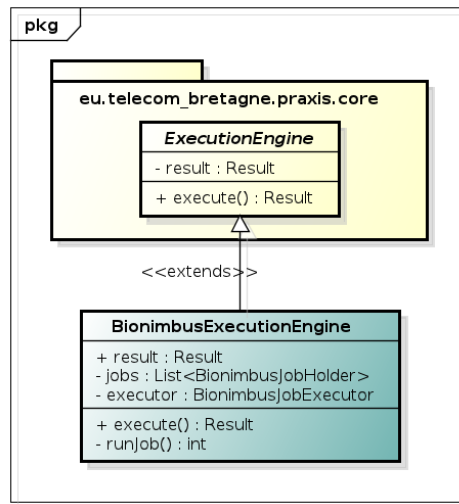 pkg
eu.telecom_bretagne.praxis.core
ExecutionEngine
- result : Result
+ execute() : Result
<<extends>>
BionimbusExecutionEngine
+ result : Result
- jobs : List<BionimbusJobHolder>
- executor : BionimbusJobExecutor
+ execute() : Result
- runJob() : int